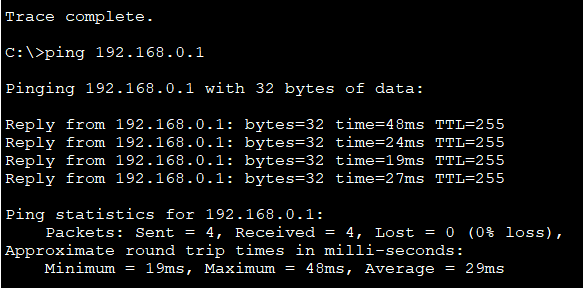 Trace complete.
C:\>ping 192.168.0.1
Pinging 192.168.0.1 with 32 bytes of data:
Reply from 192.168.0.1: bytes=32 time=48ms TTL=255
Reply from 192.168.0.1: bytes=32 time=24ms TTL=255
Reply from 192.168.0.1: bytes=32 time=19ms TTL=255
Reply from 192.168.0.1: bytes=32 time=27ms TTL=255
Ping statistics for 192.168.0.1:
    Packets: Sent = 4, Received = 4, Lost = 0 (0% loss),
Approximate round trip times in milli-seconds:
    Minimum = 19ms, Maximum = 48ms, Average = 29ms